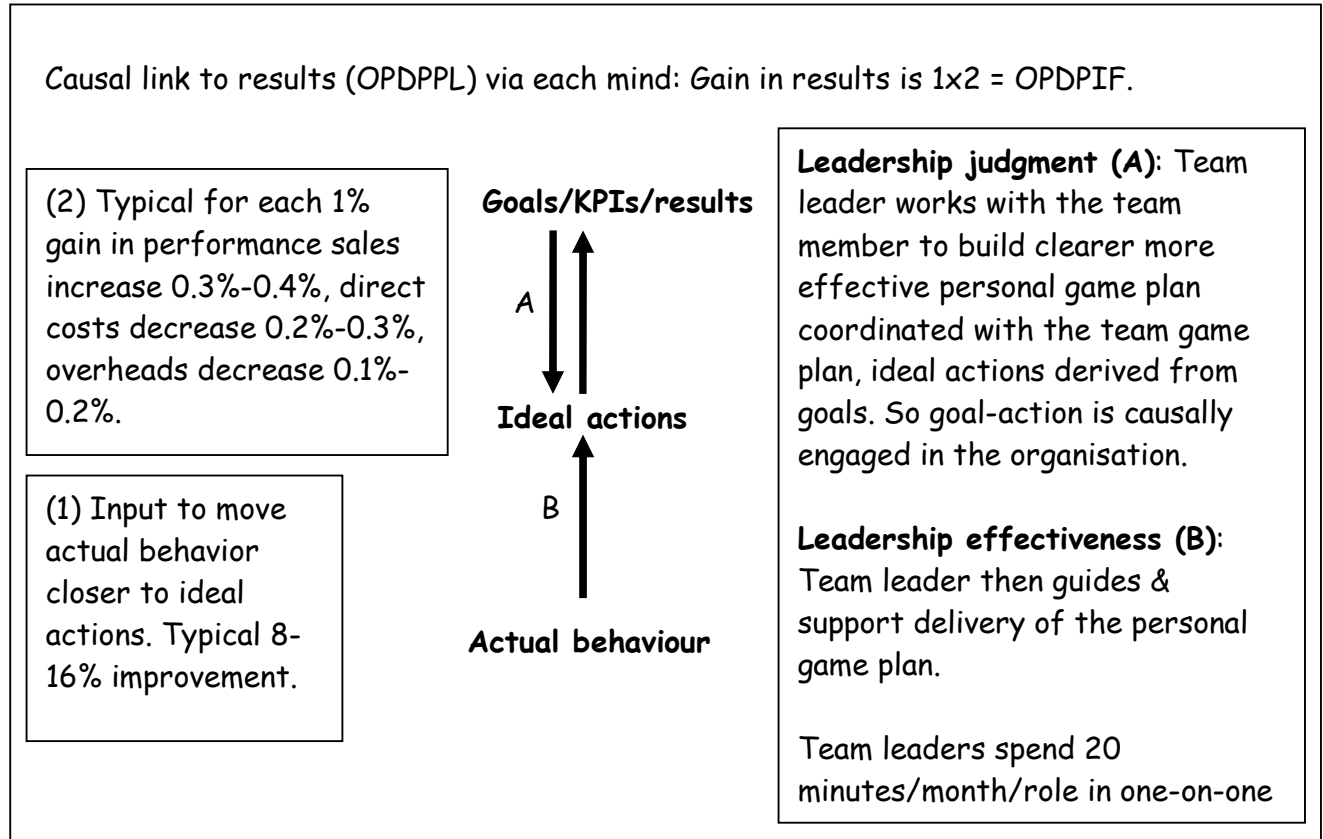 Causal link to results (OPDPPL) via each mind: Gain in results is 1x2 = OPDPIF.
(2) Typical for each 1%
gain in performance sales
increase 0.3%-0.4%, direct
costs decrease 0.2%-0.3%,
overheads decrease 0.1%-
0.2%.
(1) Input to move
actual behavior
closer to ideal
actions. Typical 8-
16% improvement.
Goals/KPIs/results
A
Ideal actions
B
Actual behaviour
Leadership judgment (A): Team
leader works with the team
member to build clearer more
effective personal game plan
coordinated with the team game
plan, ideal actions derived from
goals. So goal-action is causally
engaged in the organisation.
Leadership effectiveness (B):
Team leader then guides &
support delivery of the personal
game plan.
Team leaders spend 20
minutes/month/role in one-on-one